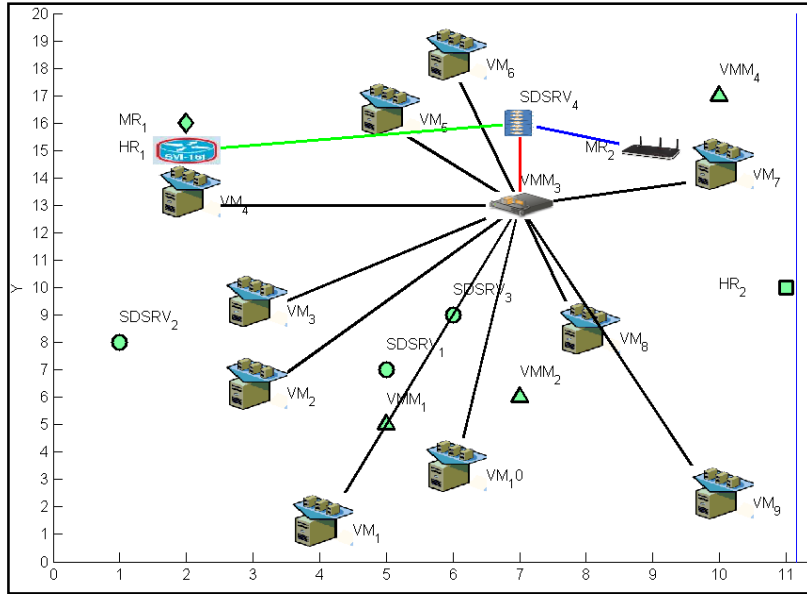 20
19
18
17
16
15
14
13
12
11
10
9
8
7
6
5
4
3
2
1
0
Y
VM₆
VMM₄
SDSRV₄
MR₁
VM₅
HR₁
MR₂
VMM₃
VM₇
VM₄
HR₂
SDSRV₃
SDSRV₂
VM₃
SDSRV₁
VM₈
VMM₂
VM₂
VMM₁
VM₁0
VM₁
VM₉
0 1 2 3 4 5 6 7 8 9 10 11